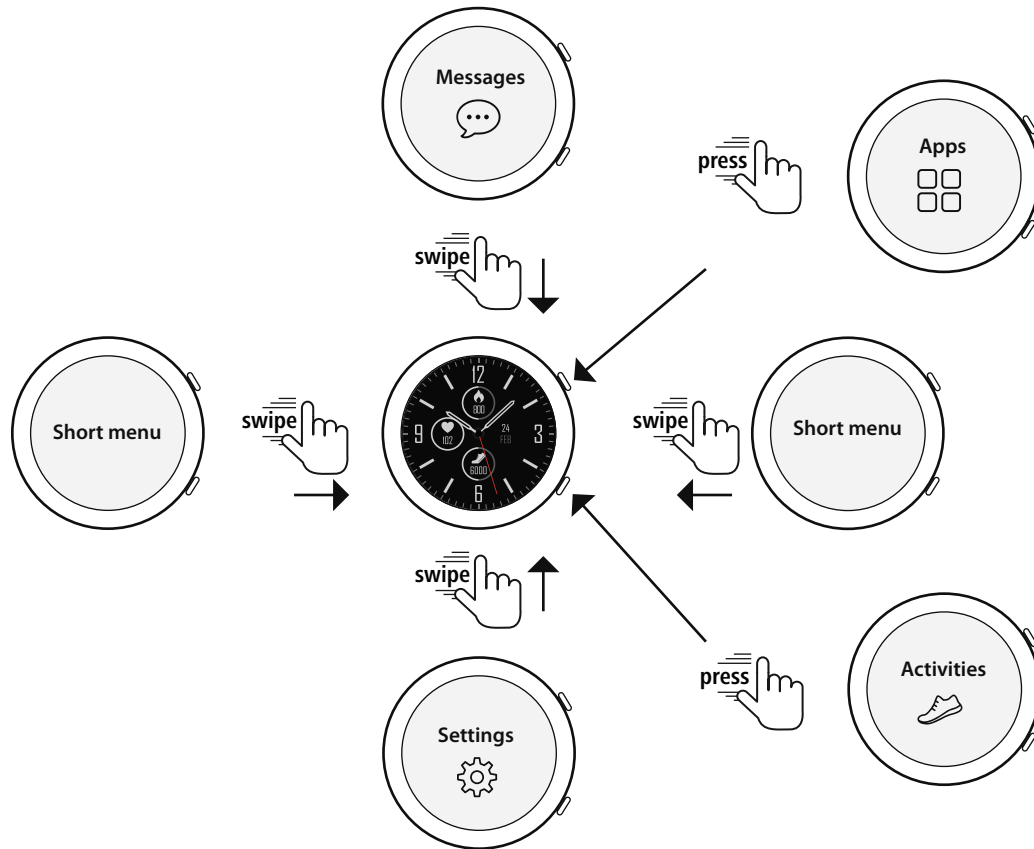 Messages
press
Apps
swipe
12
800
Short menu
swipe
9
102
24
FEB
3
swipe
Short menu
6000
6
swipe
press
Activities
Settings